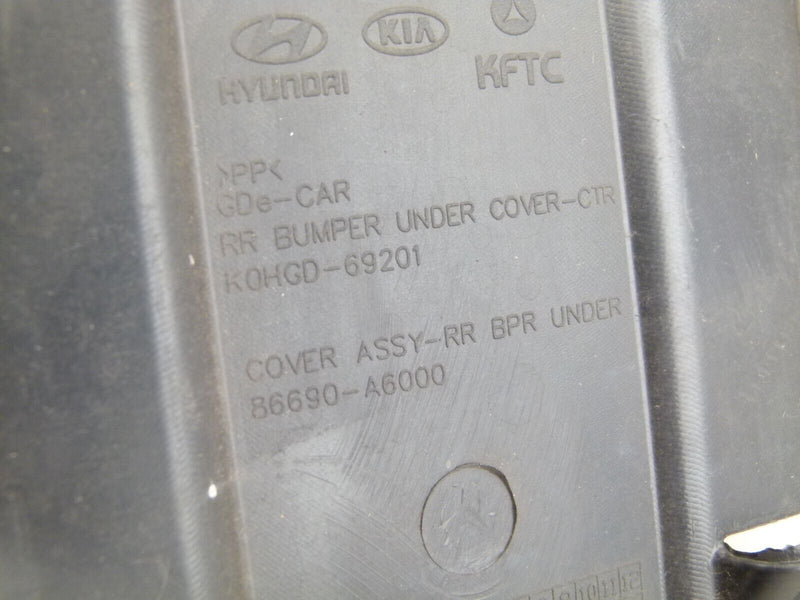 KIA
HYUNDAI KFTC
>PP<
GDe-CAR
RR BUMPER UNDER COVER-CTR
K0HGD-69201
COVER ASSY-RR BPR UNDER
86690-A6000